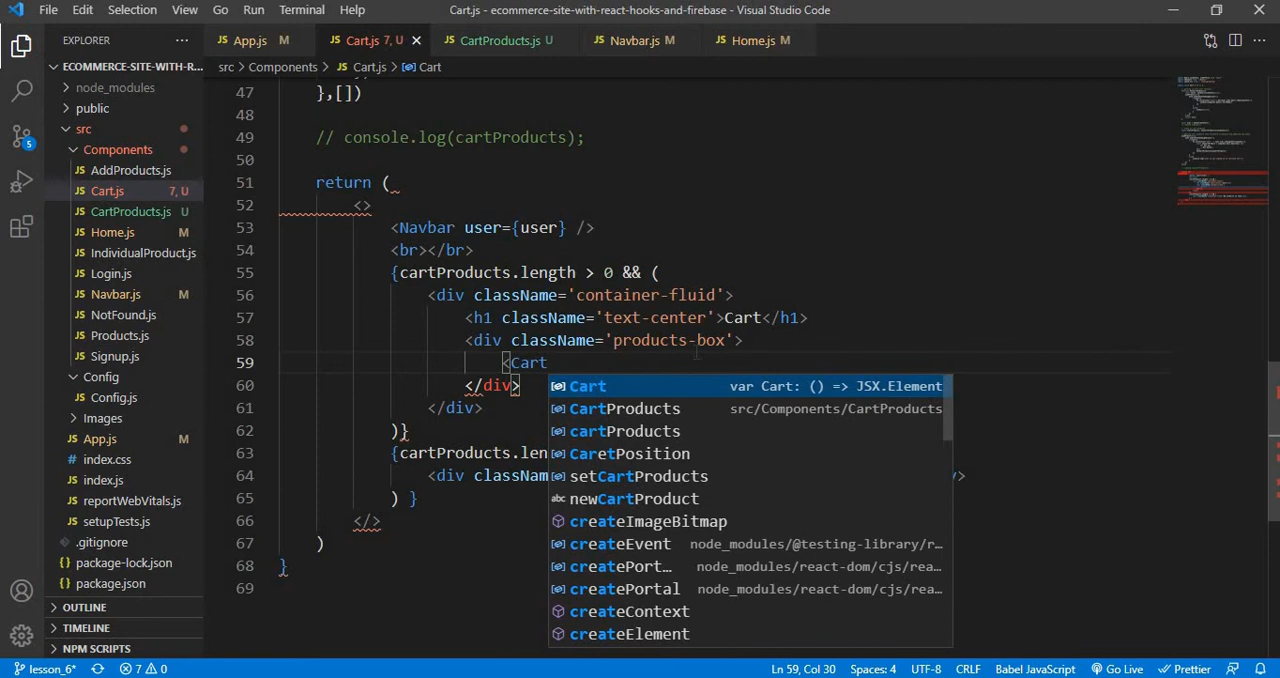 File Edit Selection View Go Run Terminal Help Cart.js - ecommerce-site-with-react-hooks-and-firebase - Visual Studio Code
EXPLORER ··· App.js M Cart.js 7, U CartProducts.js U Navbar.js M Home.js M
ECOMMERCE-SITE-WITH-R... src > Components > Cart.js > Cart
node_modules
public
src
Components
AddProducts.js
Cart.js 7, U
CartProducts.js U
Home.js M
IndividualProduct.js
Login.js
Navbar.js M
NotFound.js
Products.js
Signup.js
Config
Config.js
Images
App.js M
index.css
index.js
reportWebVitals.js
setupTests.js
.gitignore
package-lock.json
package.json
OUTLINE
TIMELINE
NPM SCRIPTS
5
47 },[])
48
49 // console.log(cartProducts);
50
51 return (
52 <>
53 <Navbar user={user} />
54 <br></br>
55 {cartProducts.length > 0 && (
56 <div className='container-fluid'>
57 <h1 className='text-center'>Cart</h1>
58 <div className='products-box'>
59 <Cart
60 </div>
61 </div>
62 )}
63 {cartProducts.len
64 <div classNam >
65 ) }
66 </>
67 )
68 }
69
Cart var Cart: () => JSX.Element
CartProducts src/Components/CartProducts
cartProducts
CaretPosition
setCartProducts
abc newCartProduct
createImageBitmap
createEvent node_modules/@testing-library/r...
createPort... node_modules/react-dom/cjs/rea...
createPortal node_modules/react-dom/cjs/rea...
createContext
createElement
lesson_6* 7 0 Ln 59, Col 30 Spaces: 4 UTF-8 CRLF Babel JavaScript Go Live Prettier